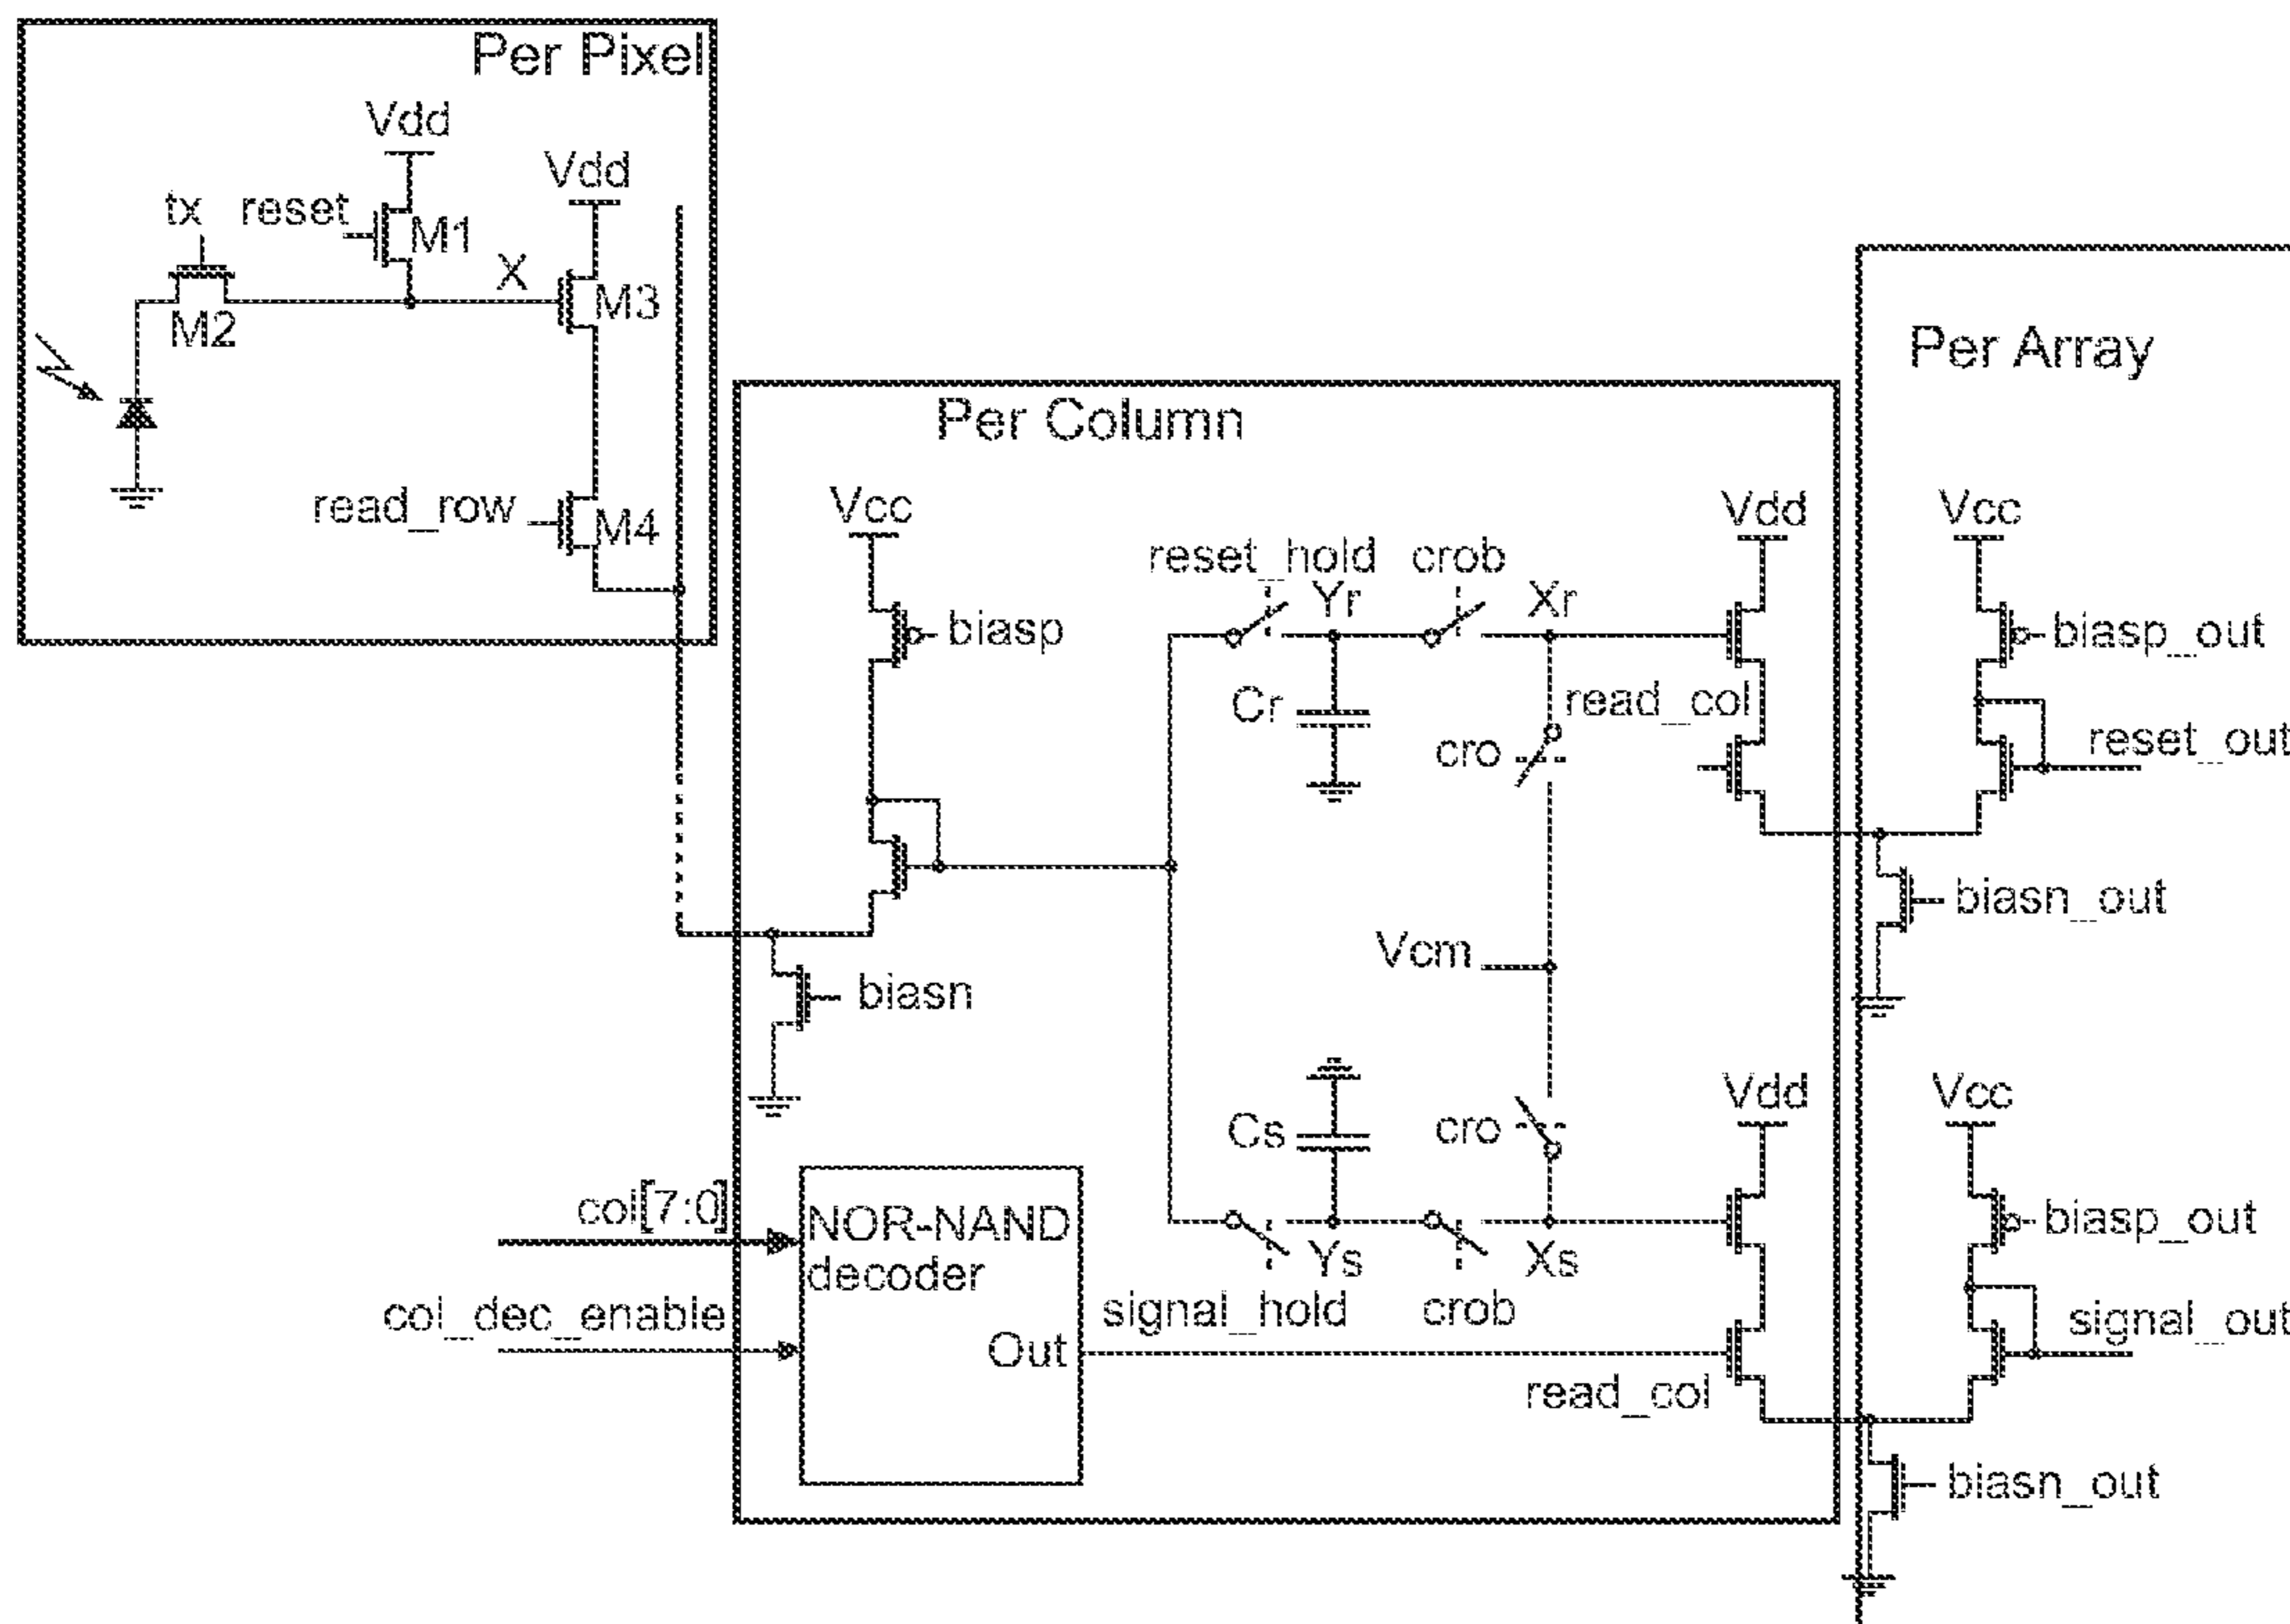 Per Pixel
Vdd
Vdd
tx
reset
M1
X
M3
M2
read_row
M4
Per Array
Per Column
Vcc
Vdd
Vcc
reset_hold
crob
Yr
Xr
biasp
biasp_out
Cr
read_col
cro
reset_out
biasn_out
Vcm
biasn
Vdd
Vcc
Cs
cro
col[7:0]
NOR-NAND
decoder
biasp_out
Ys
Xs
col_dec_enable
signal_hold
crob
signal_out
Out
read_col
biasn_out